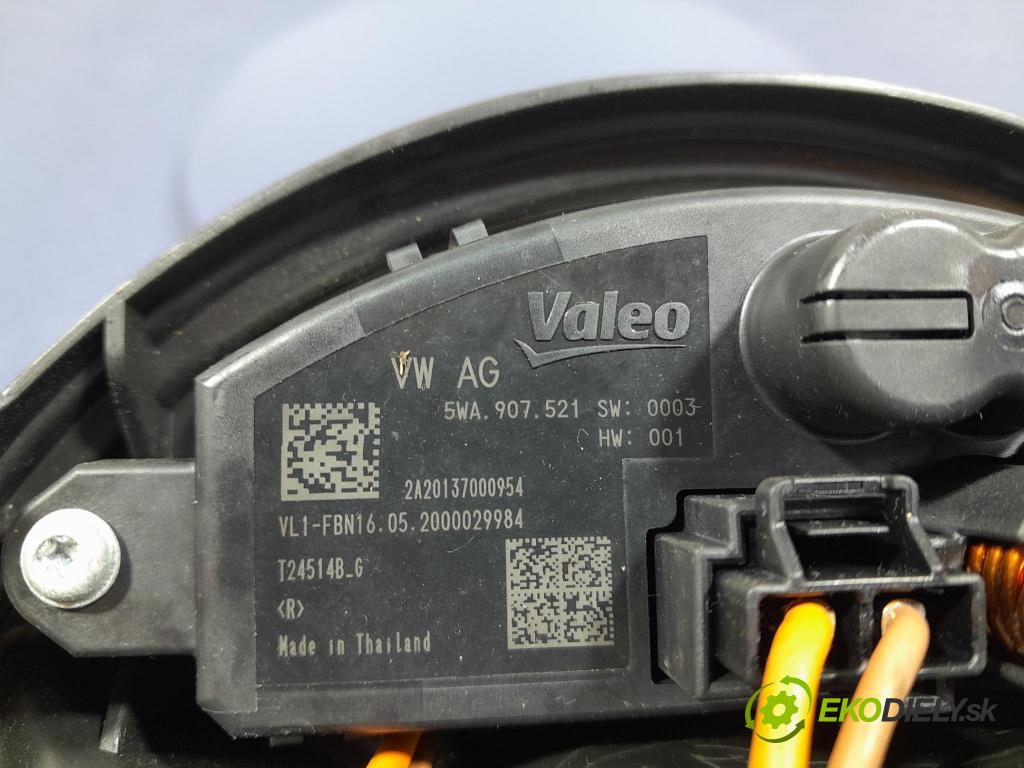 Valeo
VW AG
5WA.907.521 SW: 0003
HW: 001
2A20137000954
VL1-FBN16.05.2000029984
T24514B_G
<R>
Made in Thailand
EKODIELY.sk